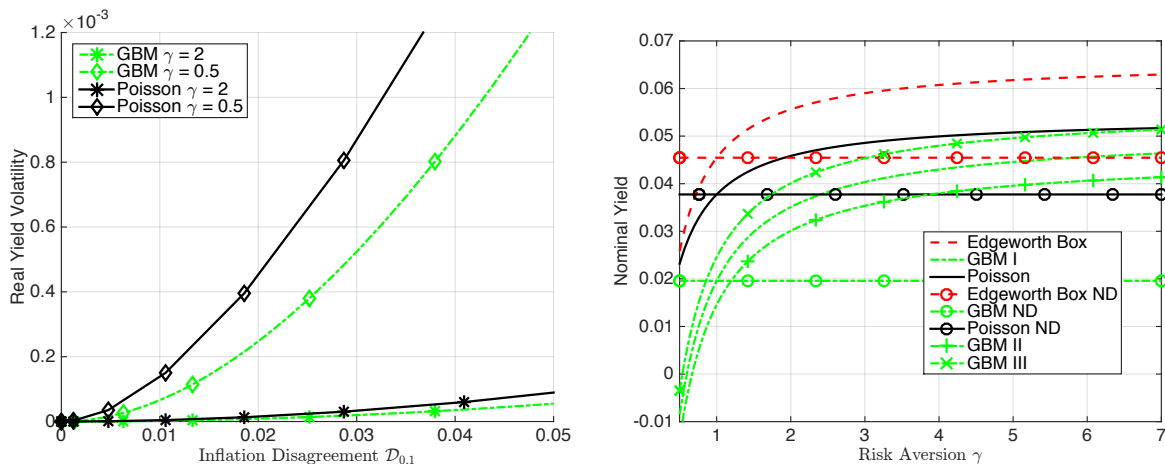 ×10⁻³
1.2
1.0
0.8
0.6
0.4
0.2
0
Real Yield Volatility
GBM γ = 2
GBM γ = 0.5
Poisson γ = 2
Poisson γ = 0.5
0 0.01 0.02 0.03 0.04 0.05
Inflation Disagreement 𝒟₀.₁
0.07
0.06
0.05
0.04
0.03
0.02
0.01
0
-0.01
Nominal Yield
Edgeworth Box
GBM I
Poisson
Edgeworth Box ND
GBM ND
Poisson ND
GBM II
GBM III
1 2 3 4 5 6 7
Risk Aversion γ